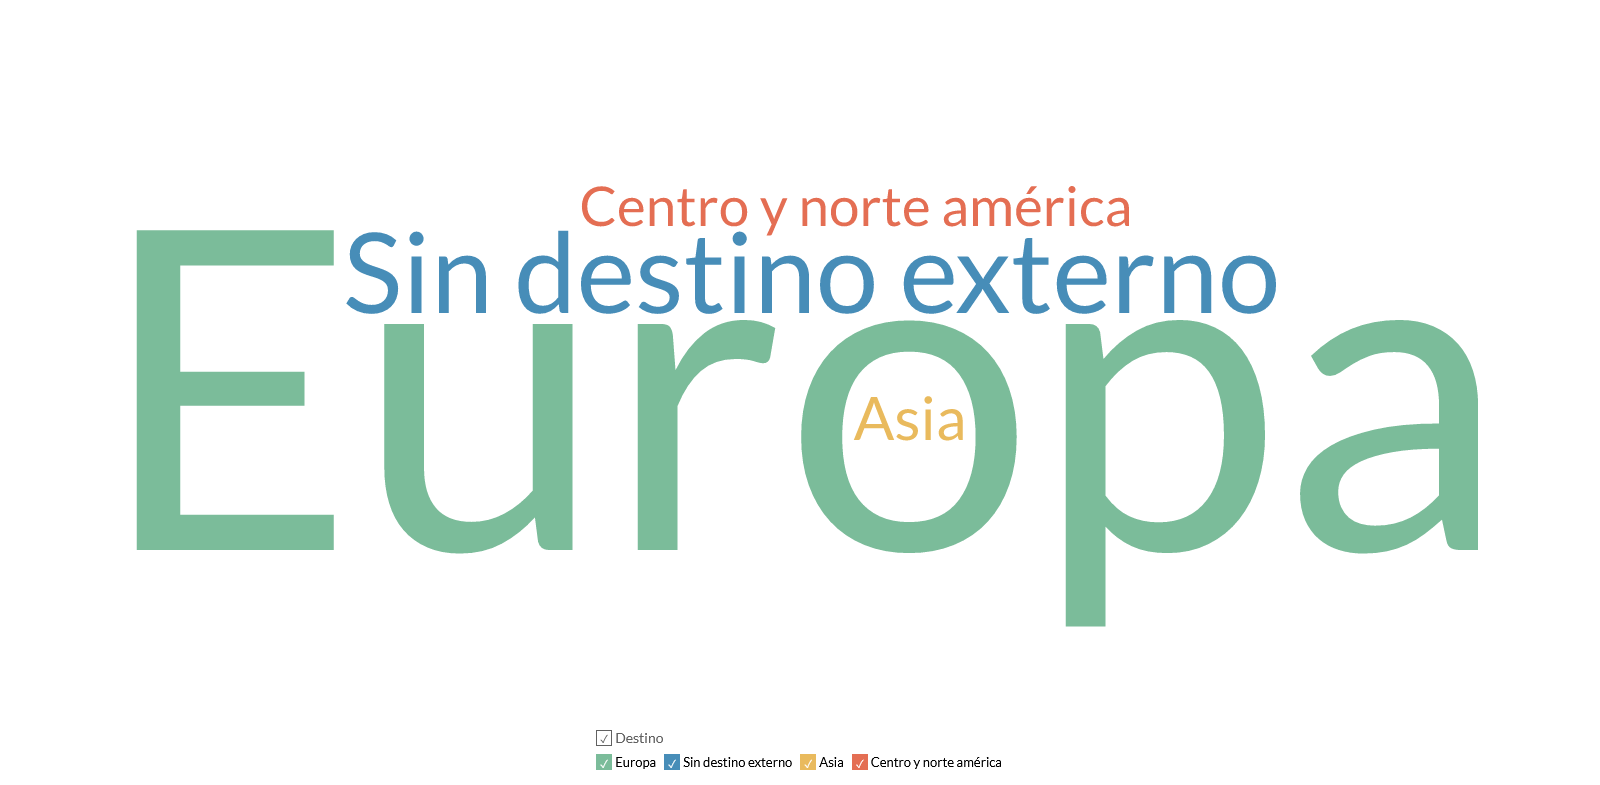 Centro y norte américa
Sin destino externo
Europa
Asia
Destino
Europa Sin destino externo Asia Centro y norte américa